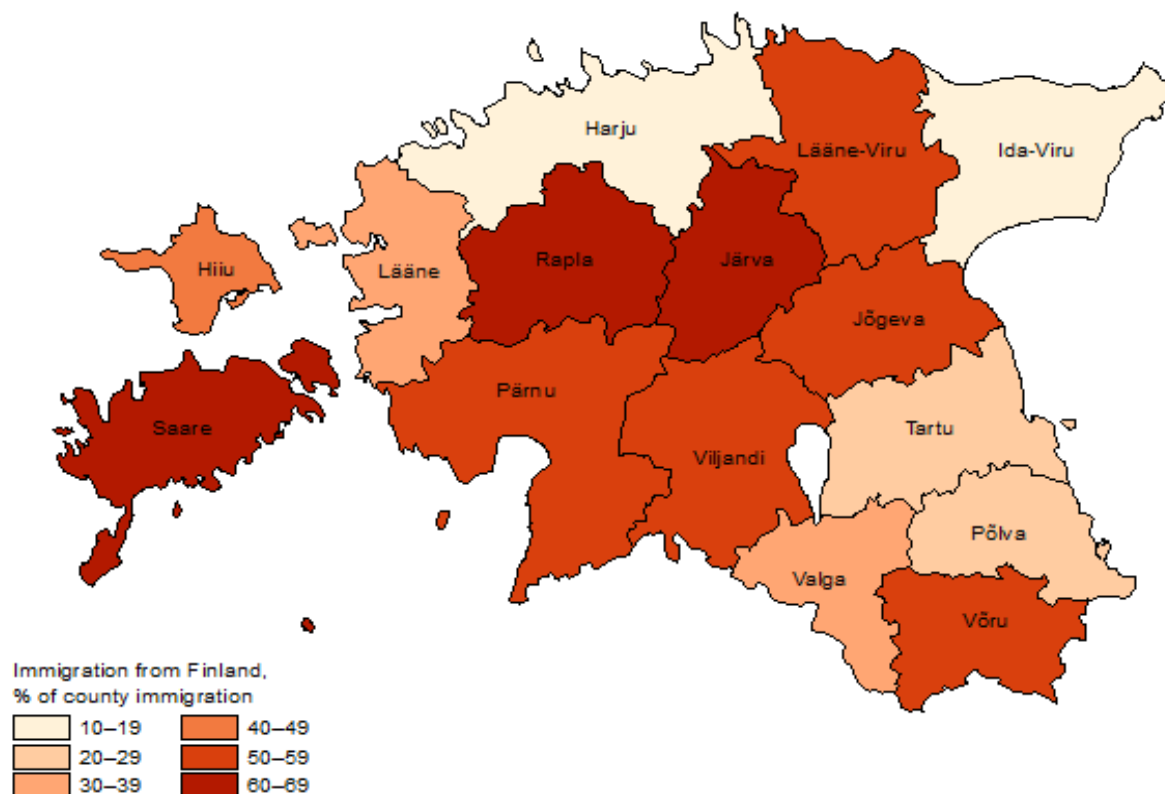 Harju
Lääne-Viru
Ida-Viru
Hiiu
Lääne
Rapla
Järva
Jõgeva
Pärnu
Saare
Tartu
Viljandi
Põlva
Valga
Võru
Immigration from Finland,
% of county immigration
10–19
40–49
20–29
50–59
30–39
60–69